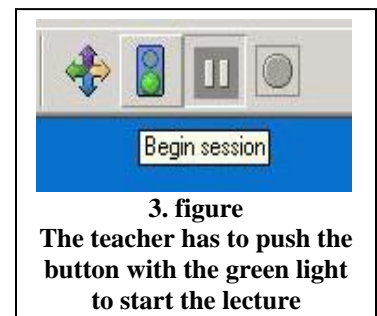 Begin session
3. figure
The teacher has to push the
button with the green light
to start the lecture